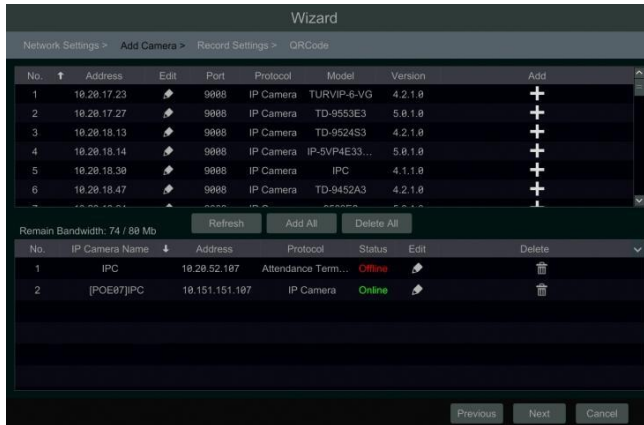 Wizard
Network Settings > Add Camera > Record Settings > QRCode
No. ↑ Address Edit Port Protocol Model Version Add
1 10.20.17.23 9008 IP Camera TURVIP-6-VG 4.2.1.0
2 10.20.17.27 9008 IP Camera TD-9553E3 5.0.1.0
3 10.20.18.13 9008 IP Camera TD-9524S3 4.2.1.0
4 10.20.18.14 9008 IP Camera IP-5VP4E33... 5.0.1.0
5 10.20.18.30 9008 IP Camera IPC 4.1.1.0
6 10.20.18.47 9008 IP Camera TD-9452A3 4.2.1.0
Refresh Add All Delete All
Remain Bandwidth: 74 / 80 Mb
No. IP Camera Name ↓ Address Protocol Status Edit Delete
1 IPC 10.20.52.107 Attendance Term... Offline
2 [POE07]IPC 10.151.151.107 IP Camera Online
Previous Next Cancel